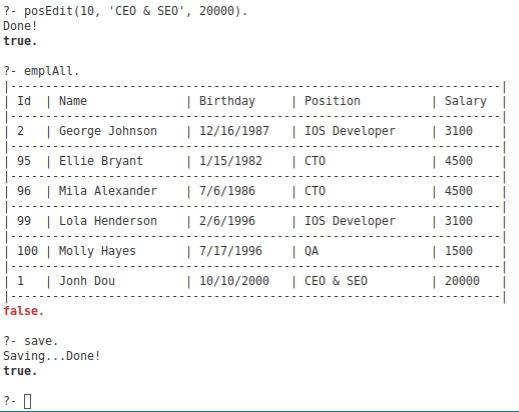 ?- posEdit(10, 'CEO & SEO', 20000).
Done!
true.
?- emplAll.
|----------------------------------------------------------------------|
| Id  | Name              | Birthday    | Position          | Salary  |
|----------------------------------------------------------------------|
| 2   | George Johnson    | 12/16/1987  | IOS Developer     | 3100    |
|----------------------------------------------------------------------|
| 95  | Ellie Bryant      | 1/15/1982   | CTO               | 4500    |
|----------------------------------------------------------------------|
| 96  | Mila Alexander    | 7/6/1986    | CTO               | 4500    |
|----------------------------------------------------------------------|
| 99  | Lola Henderson    | 2/6/1996    | IOS Developer     | 3100    |
|----------------------------------------------------------------------|
| 100 | Molly Hayes       | 7/17/1996   | QA                | 1500    |
|----------------------------------------------------------------------|
| 1   | Jonh Dou          | 10/10/2000  | CEO & SEO         | 20000   |
|----------------------------------------------------------------------|
false.
?- save.
Saving...Done!
true.
?-